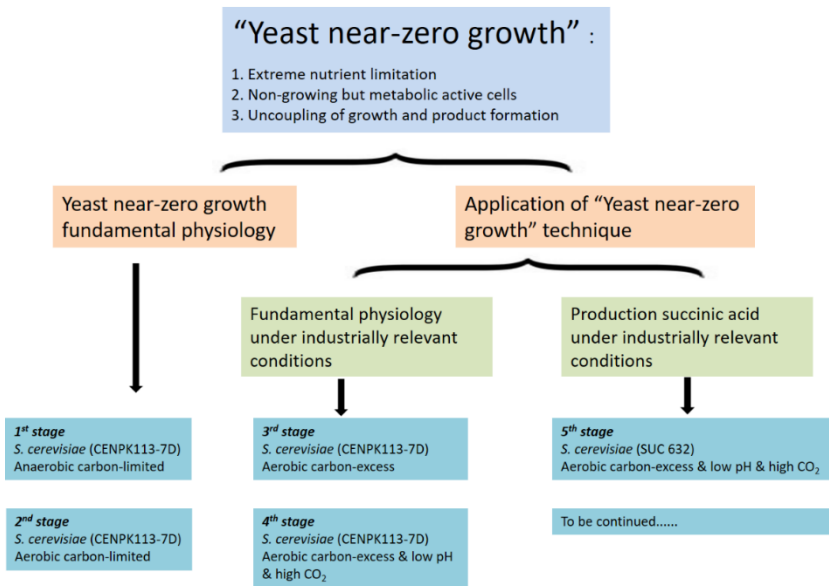 “Yeast near-zero growth” :
1. Extreme nutrient limitation
2. Non-growing but metabolic active cells
3. Uncoupling of growth and product formation
Yeast near-zero growth
fundamental physiology
Application of “Yeast near-zero
growth” technique
Fundamental physiology
under industrially relevant
conditions
Production succinic acid
under industrially relevant
conditions
1st stage
S. cerevisiae (CENPK113-7D)
Anaerobic carbon-limited
2nd stage
S. cerevisiae (CENPK113-7D)
Aerobic carbon-limited
3rd stage
S. cerevisiae (CENPK113-7D)
Aerobic carbon-excess
4th stage
S. cerevisiae (CENPK113-7D)
Aerobic carbon-excess & low pH
& high CO2
5th stage
S. cerevisiae (SUC 632)
Aerobic carbon-excess & low pH & high CO2
To be continued......